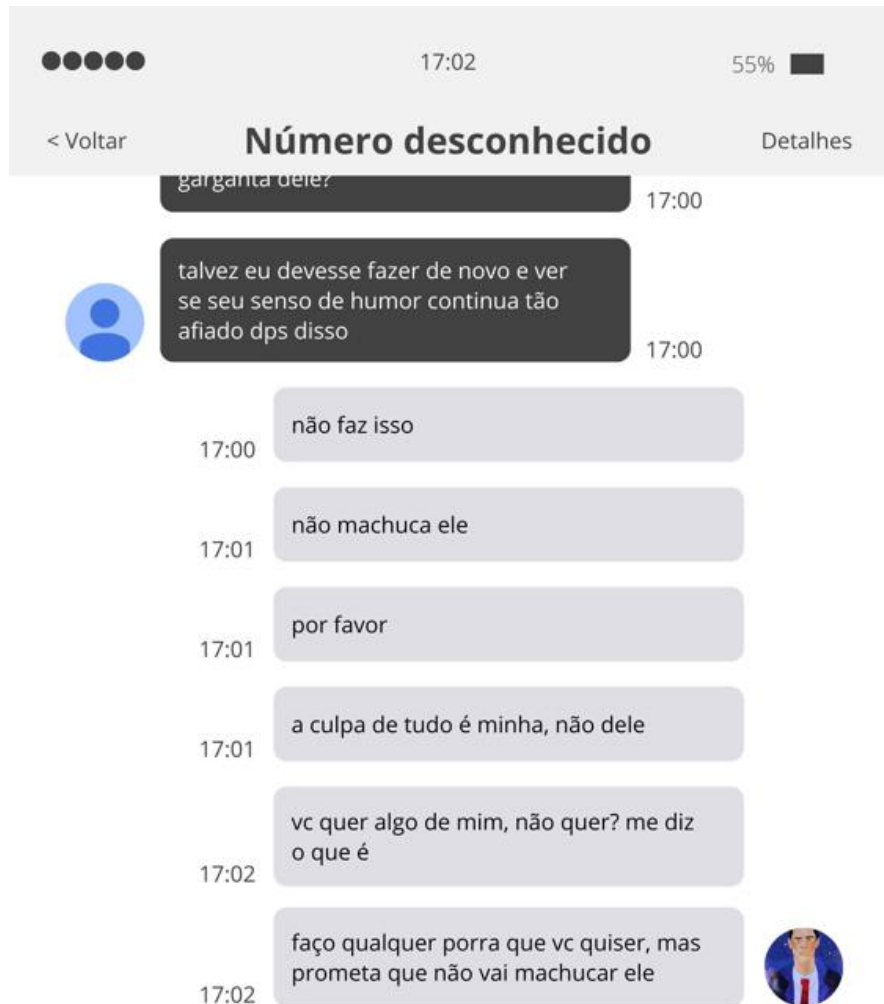 17:02
55%
< Voltar
Número desconhecido
Detalhes
garganta dele?
17:00
talvez eu devesse fazer de novo e ver
se seu senso de humor continua tão
afiado dps disso
17:00
não faz isso
17:00
não machuca ele
17:01
por favor
17:01
a culpa de tudo é minha, não dele
17:01
vc quer algo de mim, não quer? me diz
o que é
17:02
faço qualquer porra que vc quiser, mas
prometa que não vai machucar ele
17:02